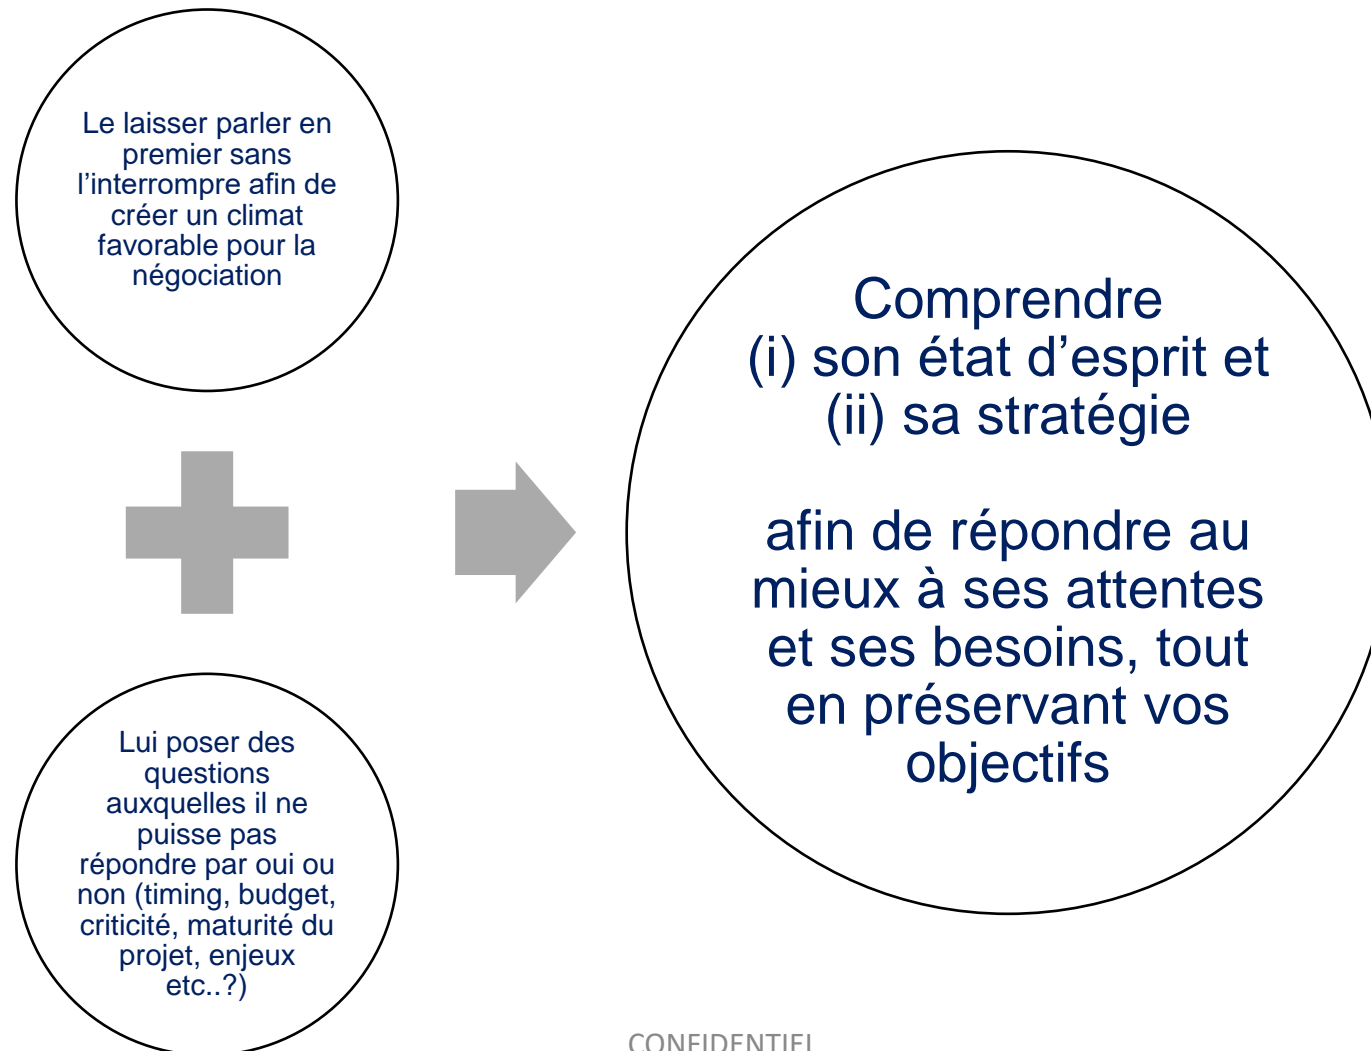 Le laisser parler en
premier sans
l’interrompre afin de
créer un climat
favorable pour la
négociation
Lui poser des
questions
auxquelles il ne
puisse pas
répondre par oui ou
non (timing, budget,
criticité, maturité du
projet, enjeux
etc..?)
Comprendre
(i) son état d’esprit et
(ii) sa stratégie
afin de répondre au
mieux à ses attentes
et ses besoins, tout
en préservant vos
objectifs
CONFIDENTIEL